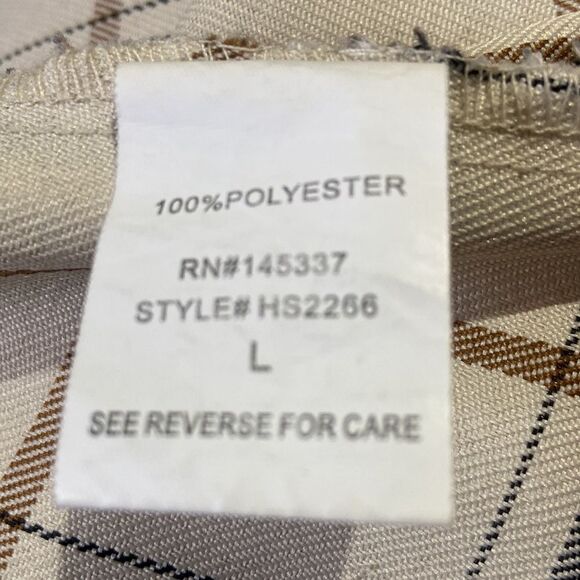 100%POLYESTER
RN#145337
STYLE# HS2266
L
SEE REVERSE FOR CARE